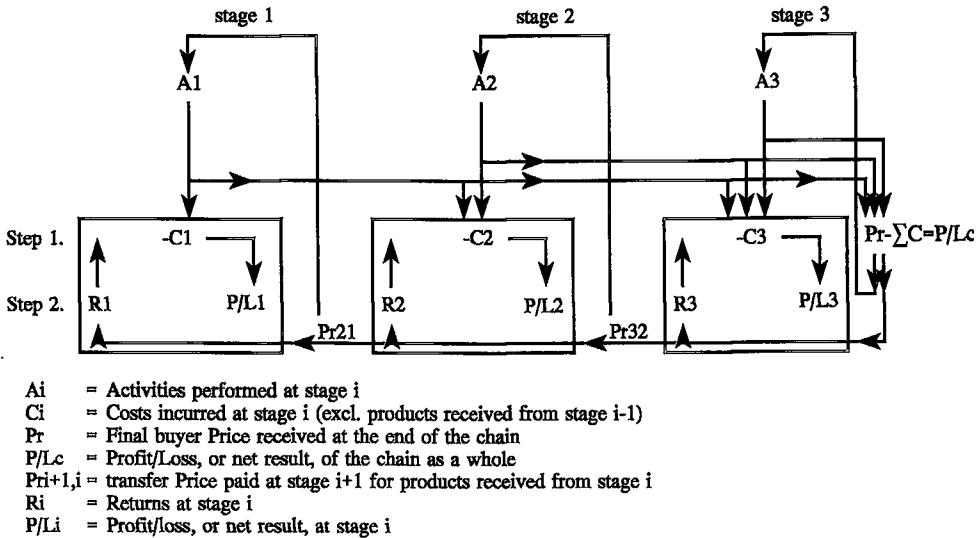 stage 1 stage 2 stage 3
A1 A2 A3
Step 1. -C1 -C2 -C3 Pr-∑C=P/Lc
Step 2. R1 P/L1 R2 P/L2 R3 P/L3
Pr21 Pr32
Ai = Activities performed at stage i
Ci = Costs incurred at stage i (excl. products received from stage i-1)
Pr = Final buyer Price received at the end of the chain
P/Lc = Profit/Loss, or net result, of the chain as a whole
Pri+1,i = transfer Price paid at stage i+1 for products received from stage i
Ri = Returns at stage i
P/Li = Profit/loss, or net result, at stage i